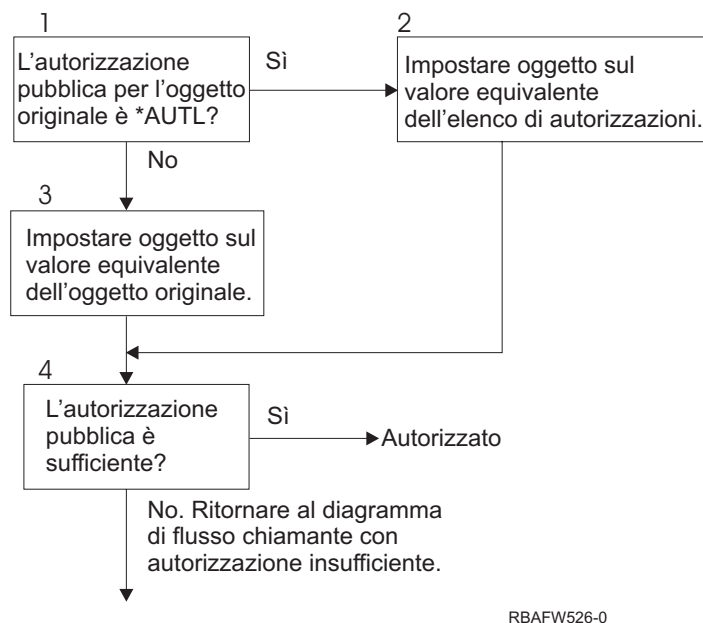 1
L'autorizzazione
pubblica per l'oggetto
originale è *AUTL?
Sì
2
Impostare oggetto sul
valore equivalente
dell'elenco di autorizzazioni.
No
3
Impostare oggetto sul
valore equivalente
dell'oggetto originale.
4
L'autorizzazione
pubblica è
sufficiente?
Sì
Autorizzato
No. Ritornare al diagramma
di flusso chiamante con
autorizzazione insufficiente.
RBAFW526-0